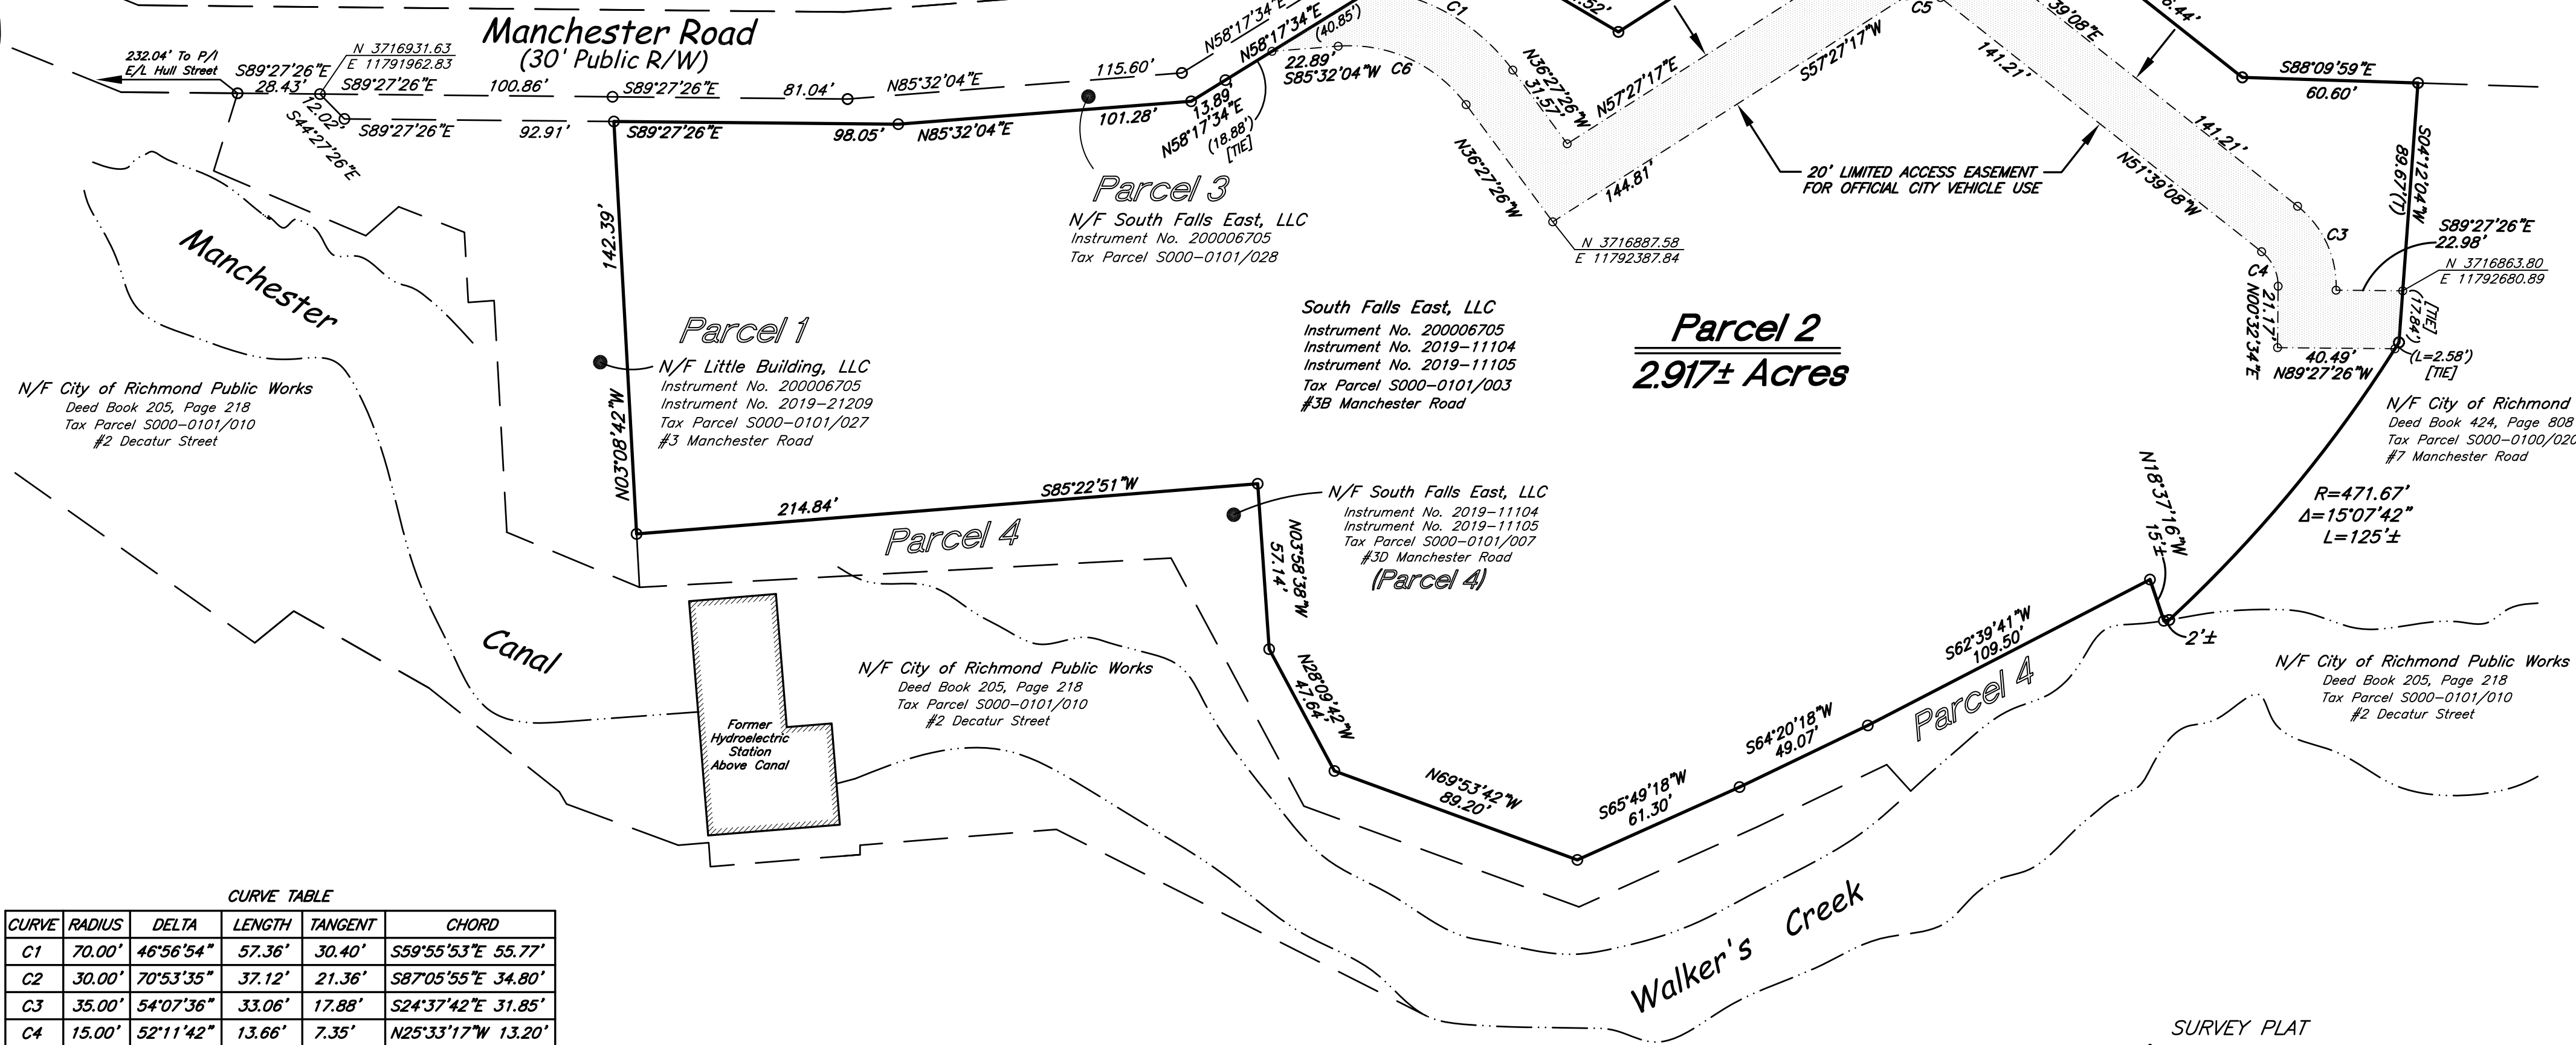 Manchester Road
(30' Public R/W)
232.04' To P/I
E/L Hull Street
N 3716931.63
E 11791962.83
S89°27'26"E
28.43'
S89°27'26"E
100.86'
S89°27'26"E
81.04'
N85°32'04"E
115.60'
N58°17'34"E
N58°17'34"E
(40.85')
12.02'
S44°27'26"E
S89°27'26"E
92.91'
S89°27'26"E
98.05'
N85°32'04"E
101.28'
13.89'
N58°17'34"E
(18.88')
[TIE]
22.89'
S85°32'04"W
C6
C1
N36°27'26"W
31.57'
N36°27'26"W
N57°27'17"E
S57°27'17"W
144.81'
C5
141.21'
141.21'
N51°39'08"W
S88°09'59"E
60.60'
S04°12'04"W
89.67'(T)
S89°27'26"E
22.98'
N 3716863.80
E 11792680.89
C3
C4
21.17'
N00°32'34"E
40.49'
N89°27'26"W
(17.84')
[TIE]
(L=2.58')
[TIE]
20' LIMITED ACCESS EASEMENT
FOR OFFICIAL CITY VEHICLE USE
N 3716887.58
E 11792387.84
Parcel 3
N/F South Falls East, LLC
Instrument No. 200006705
Tax Parcel S000-0101/028
142.39'
N03°08'42"W
Parcel 1
N/F Little Building, LLC
Instrument No. 200006705
Instrument No. 2019-21209
Tax Parcel S000-0101/027
#3 Manchester Road
South Falls East, LLC
Instrument No. 200006705
Instrument No. 2019-11104
Instrument No. 2019-11105
Tax Parcel S000-0101/003
#3B Manchester Road
Parcel 2
2.917± Acres
Manchester
Canal
N/F City of Richmond Public Works
Deed Book 205, Page 218
Tax Parcel S000-0101/010
#2 Decatur Street
N/F City of Richmond
Deed Book 424, Page 808
Tax Parcel S000-0100/020
#7 Manchester Road
214.84'
S85°22'51"W
Parcel 4
N/F South Falls East, LLC
Instrument No. 2019-11104
Instrument No. 2019-11105
Tax Parcel S000-0101/007
#3D Manchester Road
(Parcel 4)
N03°58'38"W
57.14'
N28°09'42"W
47.64'
N69°53'42"W
89.20'
S65°49'18"W
61.30'
S64°20'18"W
49.07'
S62°39'41"W
109.50'
Parcel 4
N18°37'16"W
15'±
2'±
R=471.67'
Δ=15°07'42"
L=125'±
Former
Hydroelectric
Station
Above Canal
N/F City of Richmond Public Works
Deed Book 205, Page 218
Tax Parcel S000-0101/010
#2 Decatur Street
N/F City of Richmond Public Works
Deed Book 205, Page 218
Tax Parcel S000-0101/010
#2 Decatur Street
Walker's Creek
CURVE TABLE
CURVE RADIUS DELTA LENGTH TANGENT CHORD
C1 70.00' 46°56'54" 57.36' 30.40' S59°55'53"E 55.77'
C2 30.00' 70°53'35" 37.12' 21.36' S87°05'55"E 34.80'
C3 35.00' 54°07'36" 33.06' 17.88' S24°37'42"E 31.85'
C4 15.00' 52°11'42" 13.66' 7.35' N25°33'17"W 13.20'
SURVEY PLAT